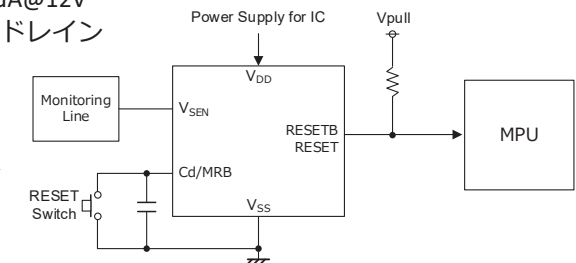 @12V
ドレイン
Power Supply for IC
Vpull
VDD
Monitoring
Line
VSEN
RESETB
RESET
MPU
Cd/MRB
RESET
Switch
VSS